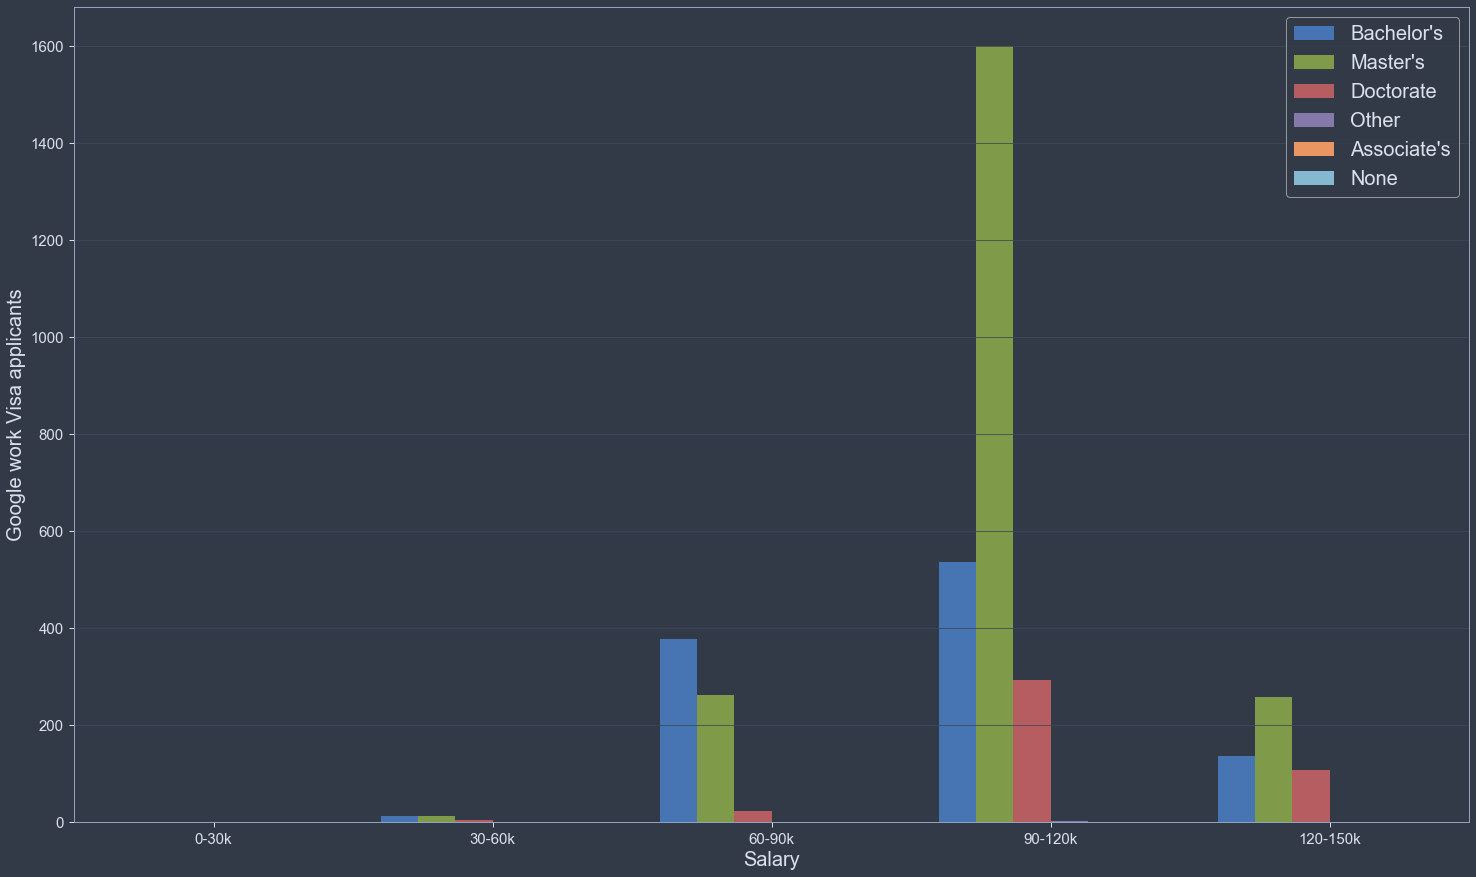 Bachelor's
Master's
Doctorate
Other
Associate's
None
Google work Visa applicants
1600
1400
1200
1000
800
600
400
200
0
0-30k 30-60k 60-90k 90-120k 120-150k
Salary